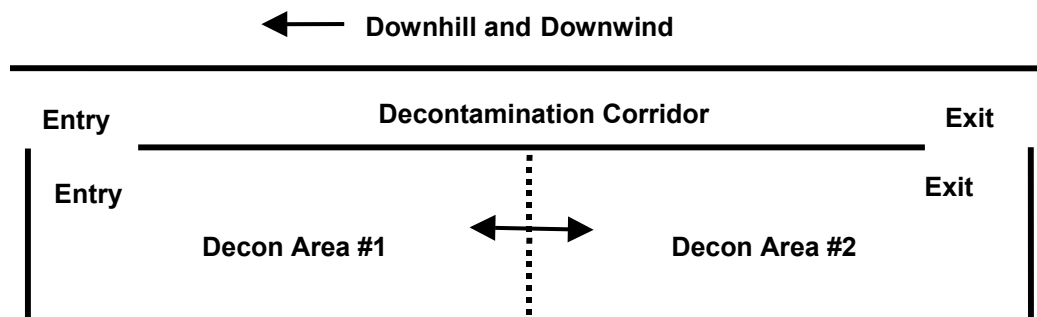 Downhill and Downwind
Entry
Decontamination Corridor
Exit
Entry
Exit
Decon Area #1
Decon Area #2